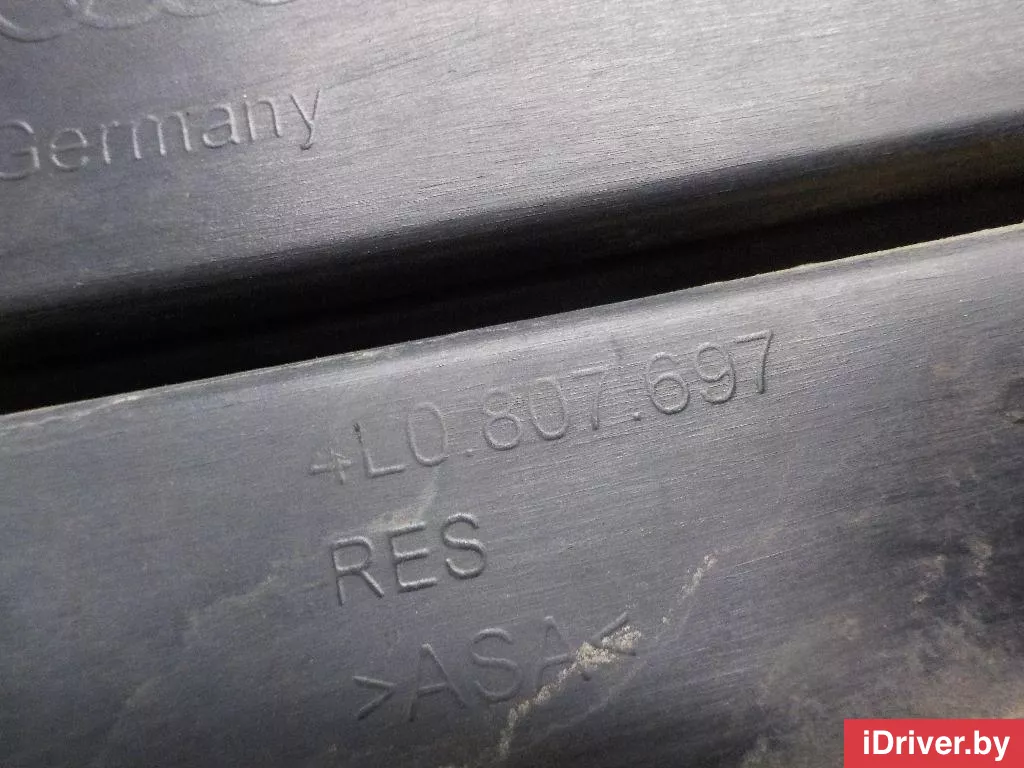 Germany
4L0.807.697
RES
>ASA<
iDriver.by